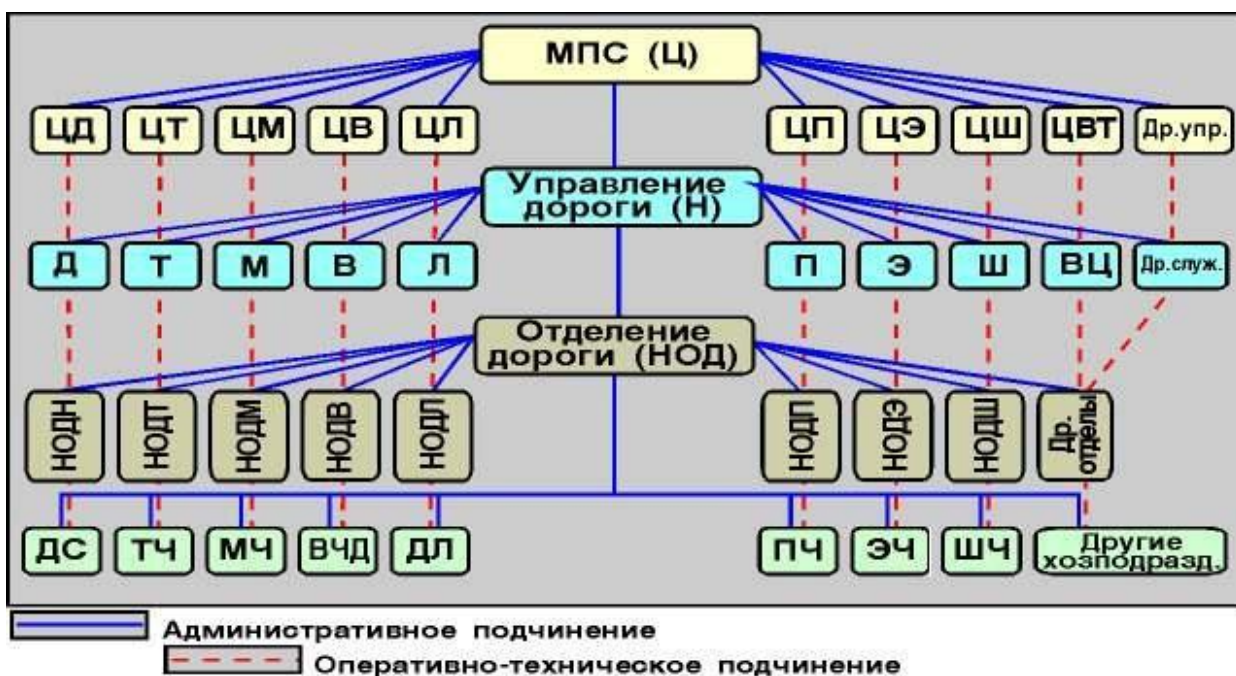 МПС (Ц)
ЦД ЦТ ЦМ ЦВ ЦЛ ЦП ЦЭ ЦШ ЦВТ Др.упр.
Управление
дороги (Н)
Д Т М В Л П Э Ш ВЦ Др.служ.
Отделение
дороги (НОД)
НОДН НОДТ НОДМ НОДВ НОДЛ НОДП НОДЭ НОДШ Др.
отделы
ДС ТЧ МЧ ВЧД ДЛ ПЧ ЭЧ ШЧ Другие
хозподразд.
Административное подчинение
Оперативно-техническое подчинение